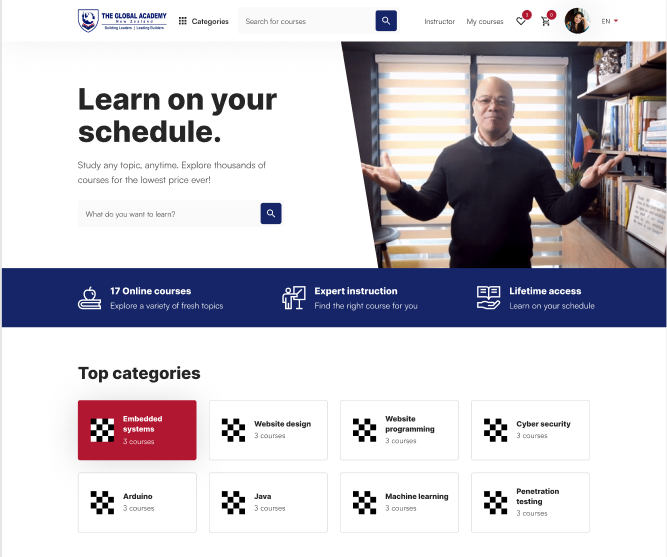 THE GLOBAL ACADEMY
New Zealand
Building Leaders | Leading Builders
Categories
Search for courses
Instructor
My courses
3
0
EN
Learn on your
schedule.
Study any topic, anytime. Explore thousands of
courses for the lowest price ever!
What do you want to learn?
17 Online courses
Explore a variety of fresh topics
Expert instruction
Find the right course for you
Lifetime access
Learn on your schedule
Top categories
Embedded
systems
3 courses
Website design
3 courses
Website
programming
3 courses
Cyber security
3 courses
Arduino
3 courses
Java
3 courses
Machine learning
3 courses
Penetration
testing
3 courses